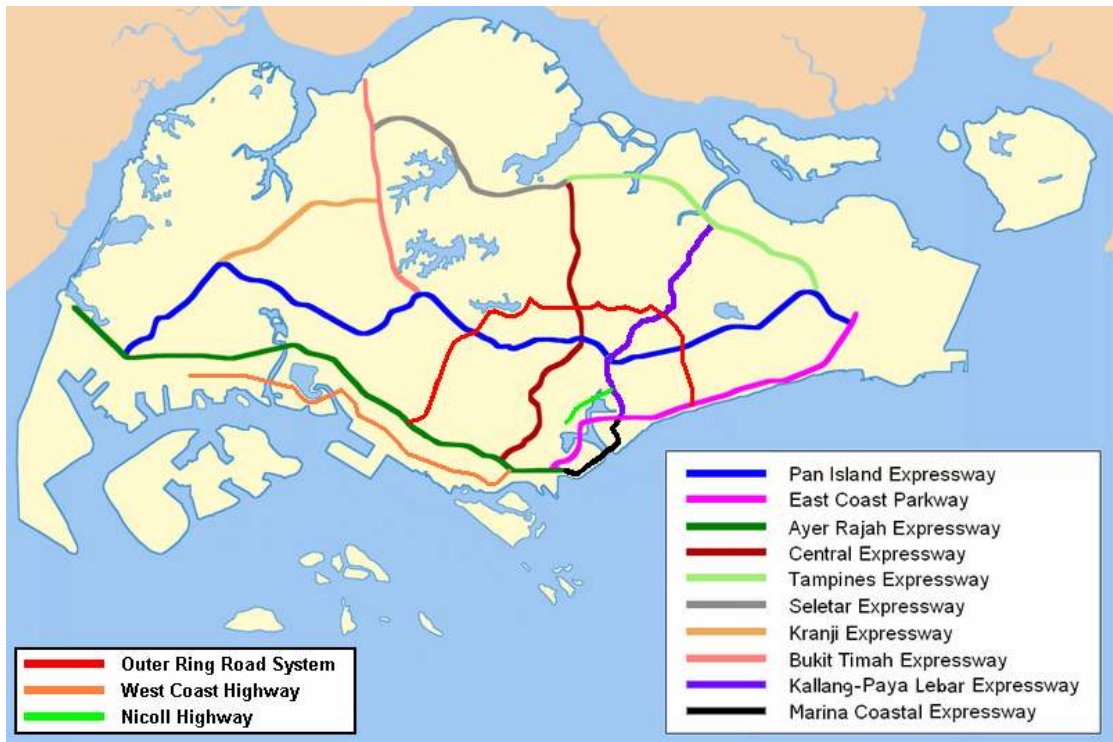 Pan Island Expressway
East Coast Parkway
Ayer Rajah Expressway
Central Expressway
Tampines Expressway
Seletar Expressway
Kranji Expressway
Bukit Timah Expressway
Kallang-Paya Lebar Expressway
Marina Coastal Expressway
Outer Ring Road System
West Coast Highway
Nicoll Highway